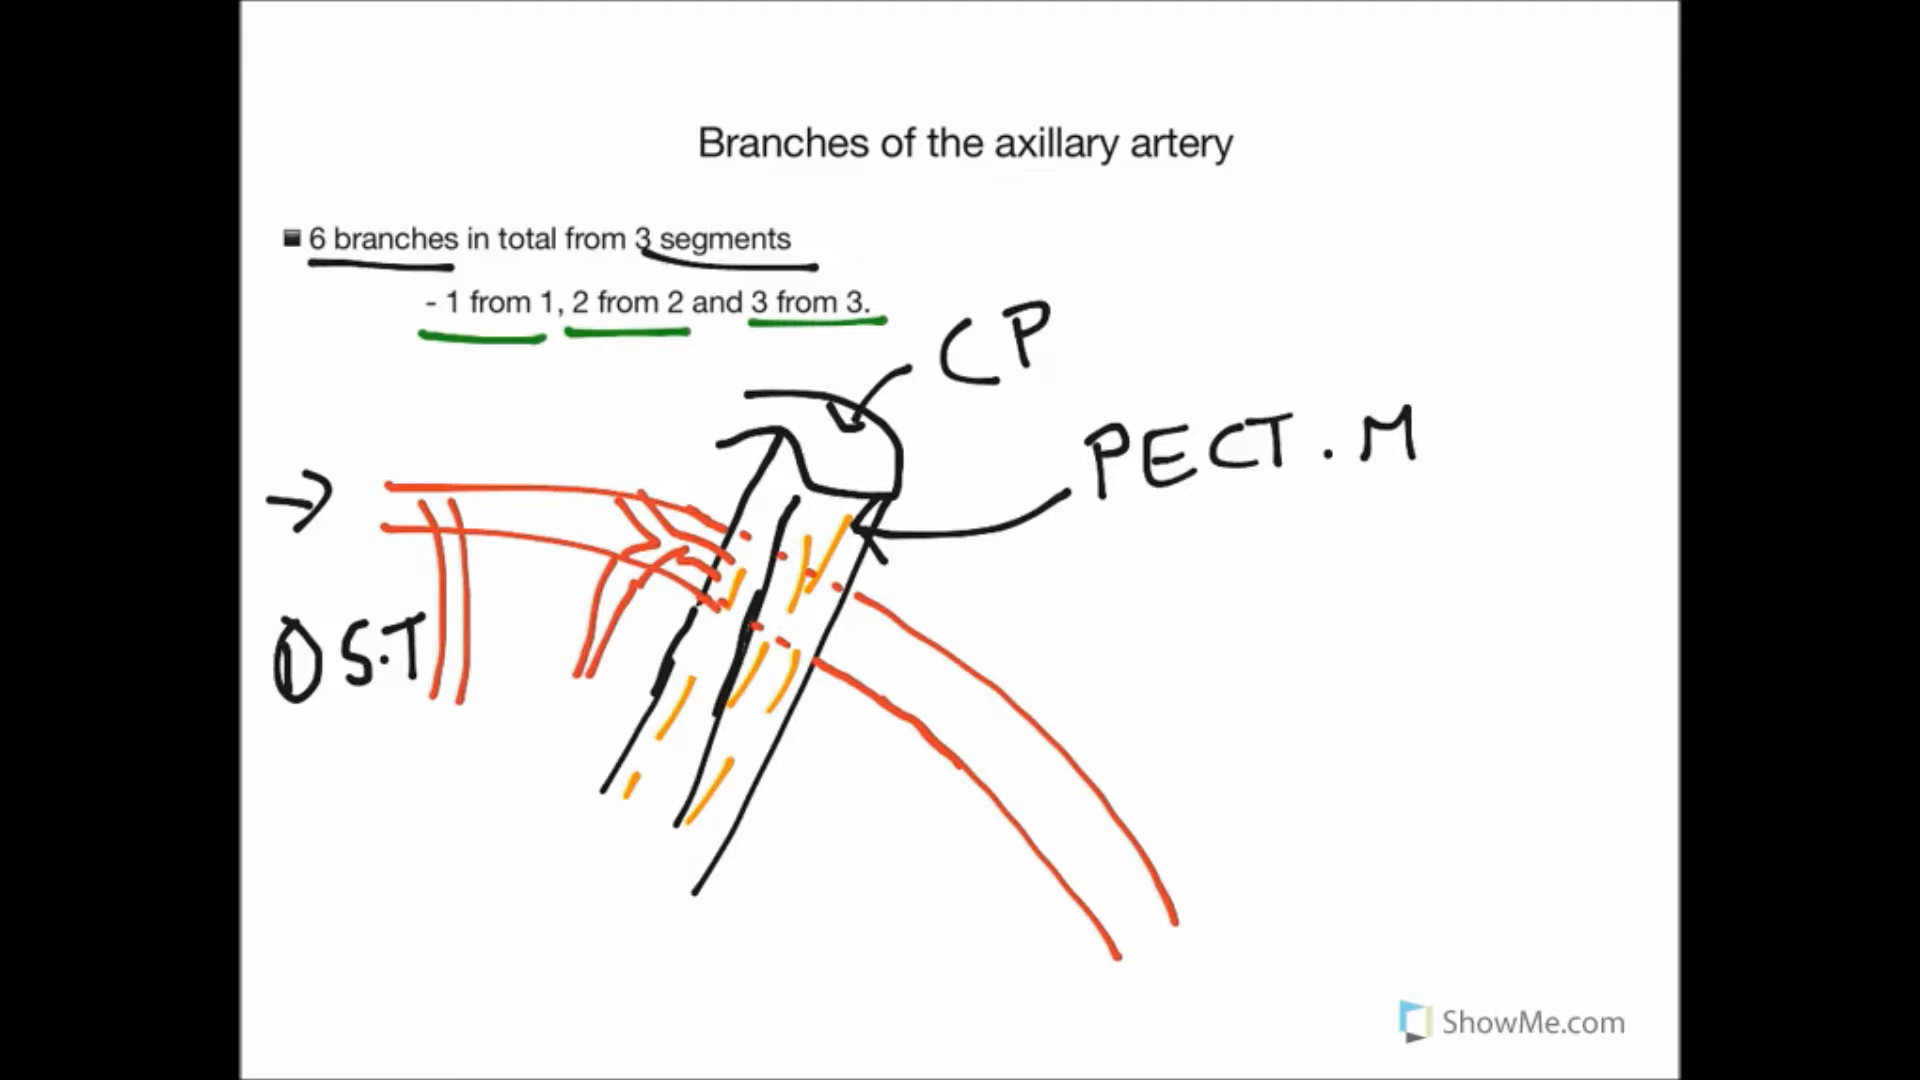 Branches of the axillary artery
6 branches in total from 3 segments
- 1 from 1, 2 from 2 and 3 from 3.
CP
PECT. M
① S.T
ShowMe.com